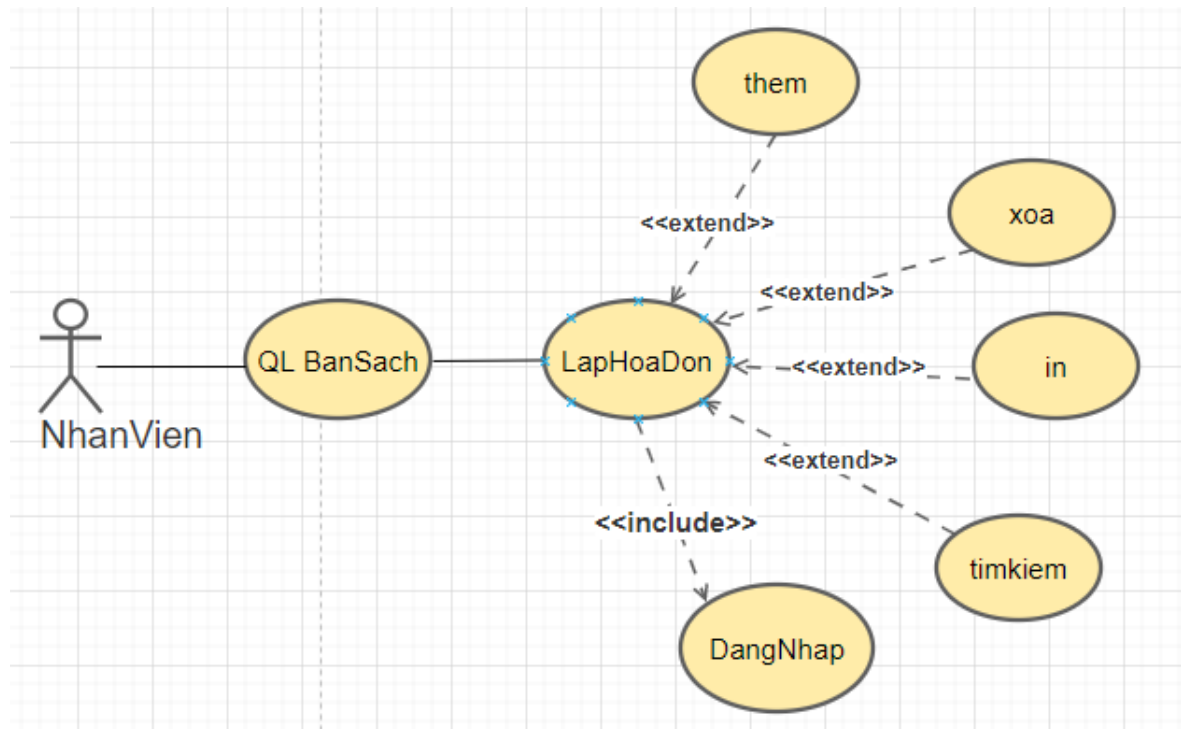 them
<<extend>>
xoa
<<extend>>
QL BanSach
LapHoaDon
<<extend>>
in
NhanVien
<<extend>>
<<include>>
timkiem
DangNhap